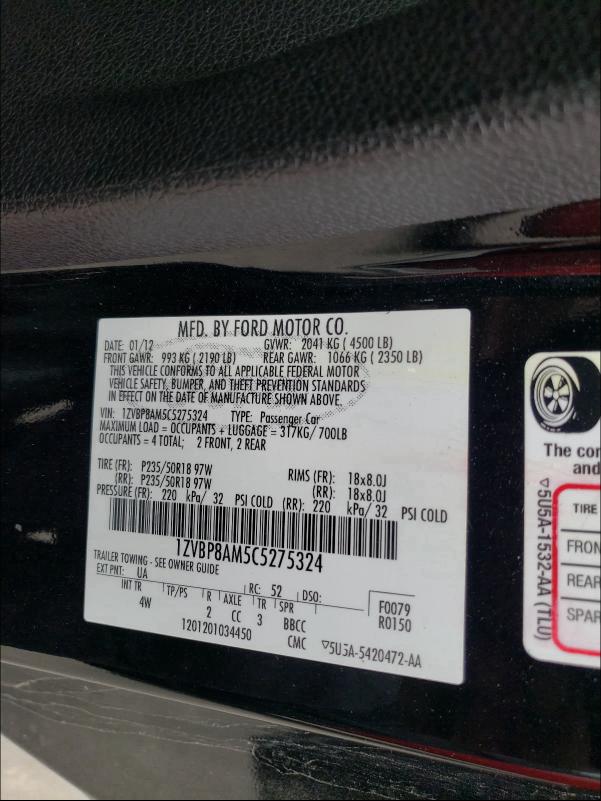 MFD. BY FORD MOTOR CO.
DATE: 01/12 GVWR: 2041 KG ( 4500 LB)
FRONT GAWR: 993 KG ( 2190 LB) REAR GAWR: 1066 KG ( 2350 LB)
THIS VEHICLE CONFORMS TO ALL APPLICABLE FEDERAL MOTOR
VEHICLE SAFETY, BUMPER, AND THEFT PREVENTION STANDARDS
IN EFFECT ON THE DATE OF MANUFACTURE SHOWN ABOVE.
VIN: 1ZVBP8AM5C5275324 TYPE: Passenger Car
MAXIMUM LOAD = OCCUPANTS + LUGGAGE = 317KG/700LB
OCCUPANTS = 4 TOTAL; 2 FRONT, 2 REAR
TIRE (FR): P235/50R18 97W RIMS (FR): 18x8.0J
(RR): P235/50R18 97W (RR): 18x8.0J
PRESSURE (FR): 220 kPa/ 32 PSI COLD (RR): 220 kPa/ 32 PSI COLD
1ZVBP8AM5C5275324
TRAILER TOWING - SEE OWNER GUIDE
EXT PNT: UA RC: 52 DSO:
INT TR TP/PS R AXLE TR SPR F0079
4W 2 CC 3 BBCC R0150
1201201034450 CMC ▽5U5A-5420472-AA
The con
and
▽5U5A-1532-AA (TLU)
TIRE
FRON
REAR
SPAR